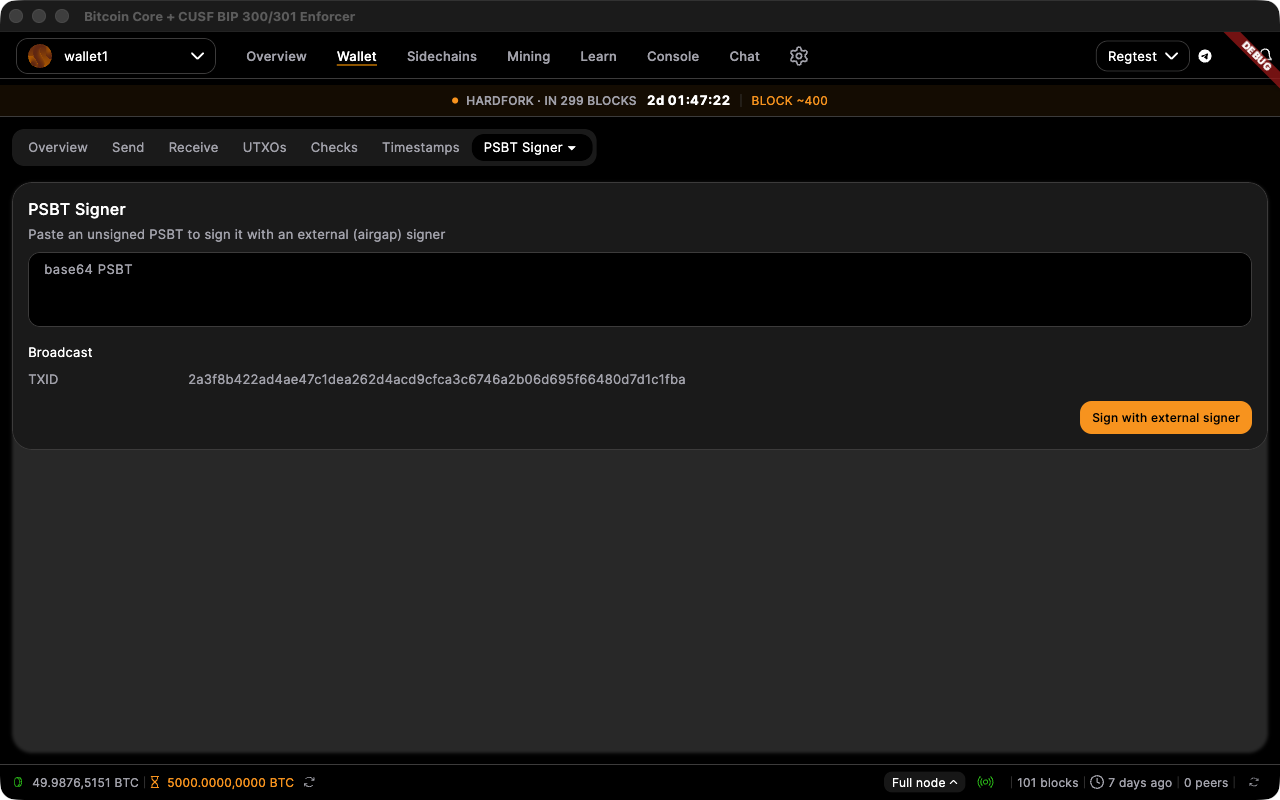 Bitcoin Core + CUSF BIP 300/301 Enforcer
wallet1
Overview Wallet Sidechains Mining Learn Console Chat
Regtest
DEBUG
HARDFORK · IN 299 BLOCKS 2d 01:47:22 BLOCK ~400
Overview Send Receive UTXOs Checks Timestamps PSBT Signer
PSBT Signer
Paste an unsigned PSBT to sign it with an external (airgap) signer
base64 PSBT
Broadcast
TXID 2a3f8b422ad4ae47c1dea262d4acd9cfca3c6746a2b06d695f66480d7d1c1fba
Sign with external signer
49.9876,5151 BTC 5000.0000,0000 BTC Full node 101 blocks 7 days ago 0 peers